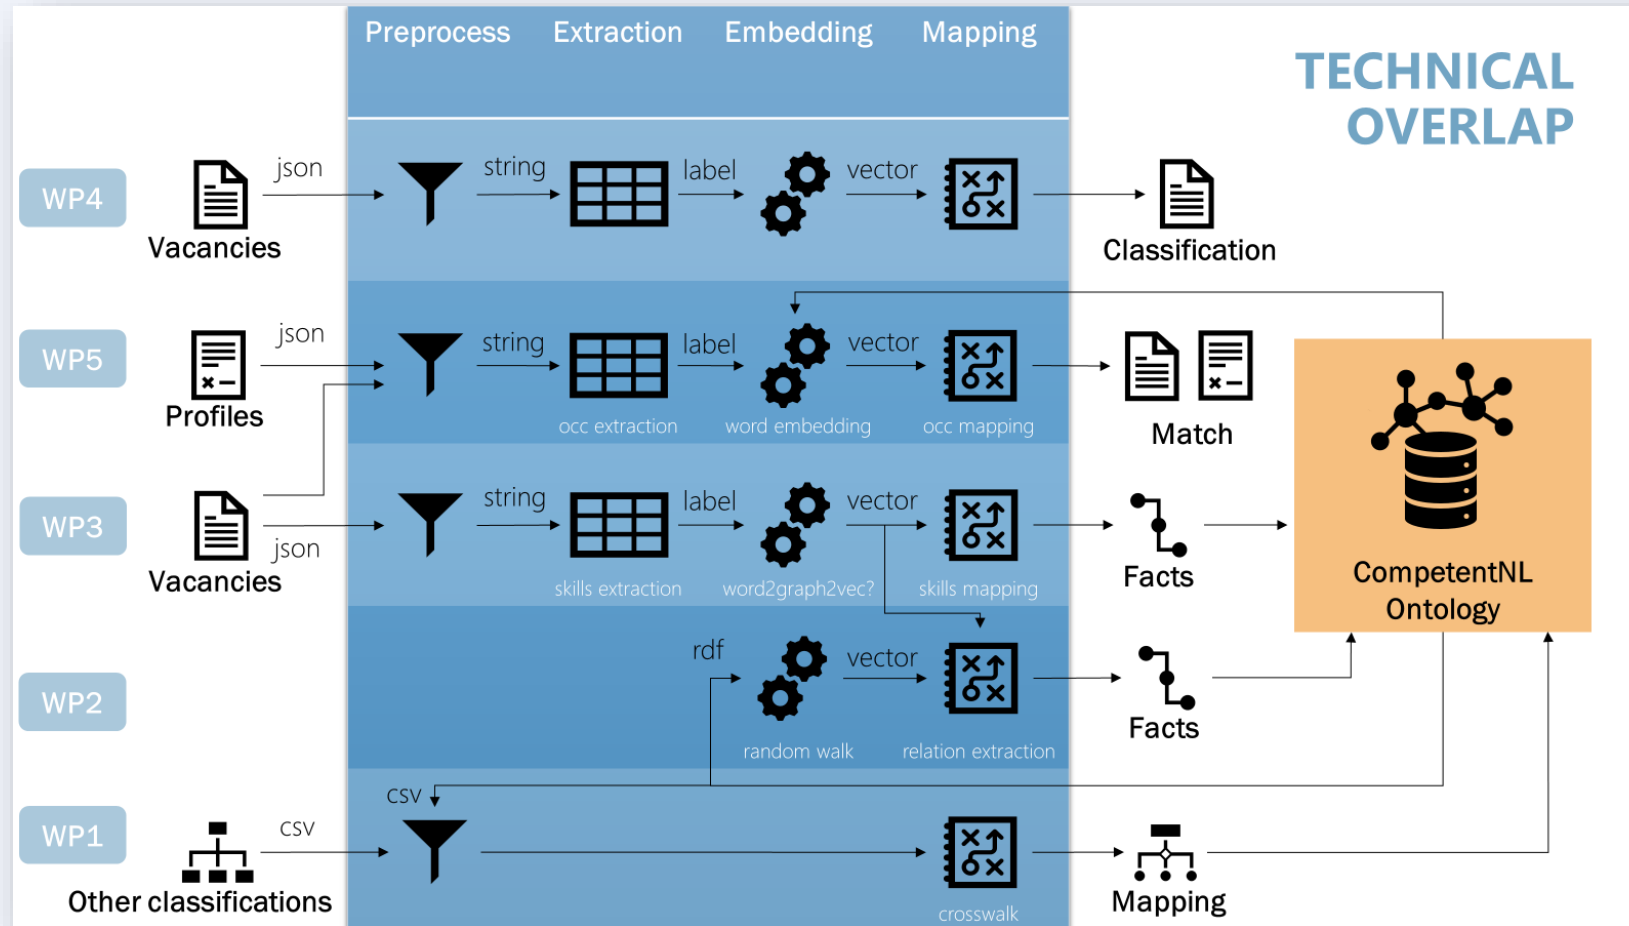 Preprocess Extraction Embedding Mapping
TECHNICAL
OVERLAP
WP4
json
string
label
vector
Vacancies
Classification
WP5
json
string
label
vector
Profiles
occ extraction
word embedding
occ mapping
Match
WP3
json
string
label
vector
Vacancies
skills extraction
word2graph2vec?
skills mapping
Facts
CompetentNL
Ontology
WP2
rdf
vector
random walk
relation extraction
Facts
WP1
csv
csv
Other classifications
crosswalk
Mapping